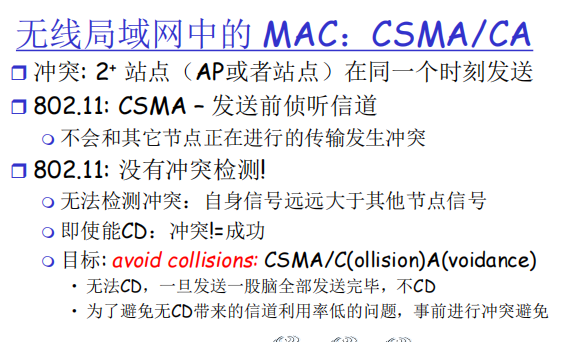 无线局域网中的 MAC：CSMA/CA
冲突: 2+ 站点（AP或者站点）在同一个时刻发送
802.11: CSMA – 发送前侦听信道
不会和其它节点正在进行的传输发生冲突
802.11: 没有冲突检测!
无法检测冲突：自身信号远远大于其他节点信号
即使能CD：冲突!=成功
目标: avoid collisions: CSMA/C(ollision)A(voidance)
• 无法CD，一旦发送一股脑全部发送完毕，不CD
• 为了避免无CD带来的信道利用率低的问题，事前进行冲突避免